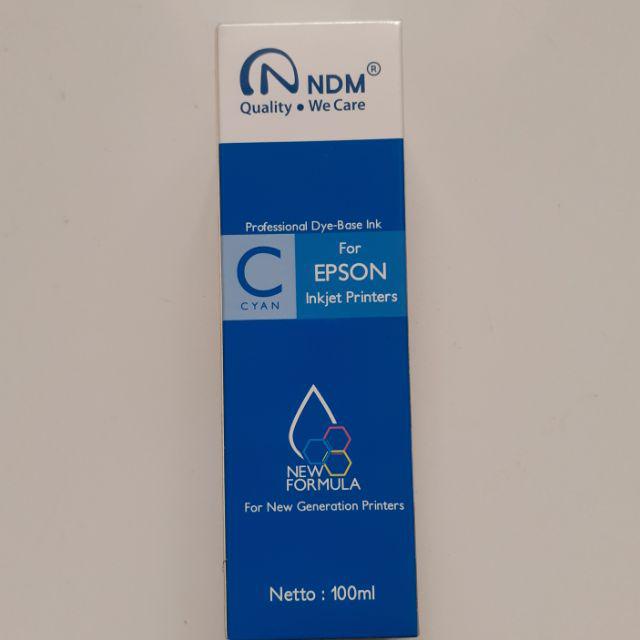 NDM®
Quality • We Care
Professional Dye-Base Ink
C
CYAN
For
EPSON
Inkjet Printers
NEW
FORMULA
For New Generation Printers
Netto : 100ml